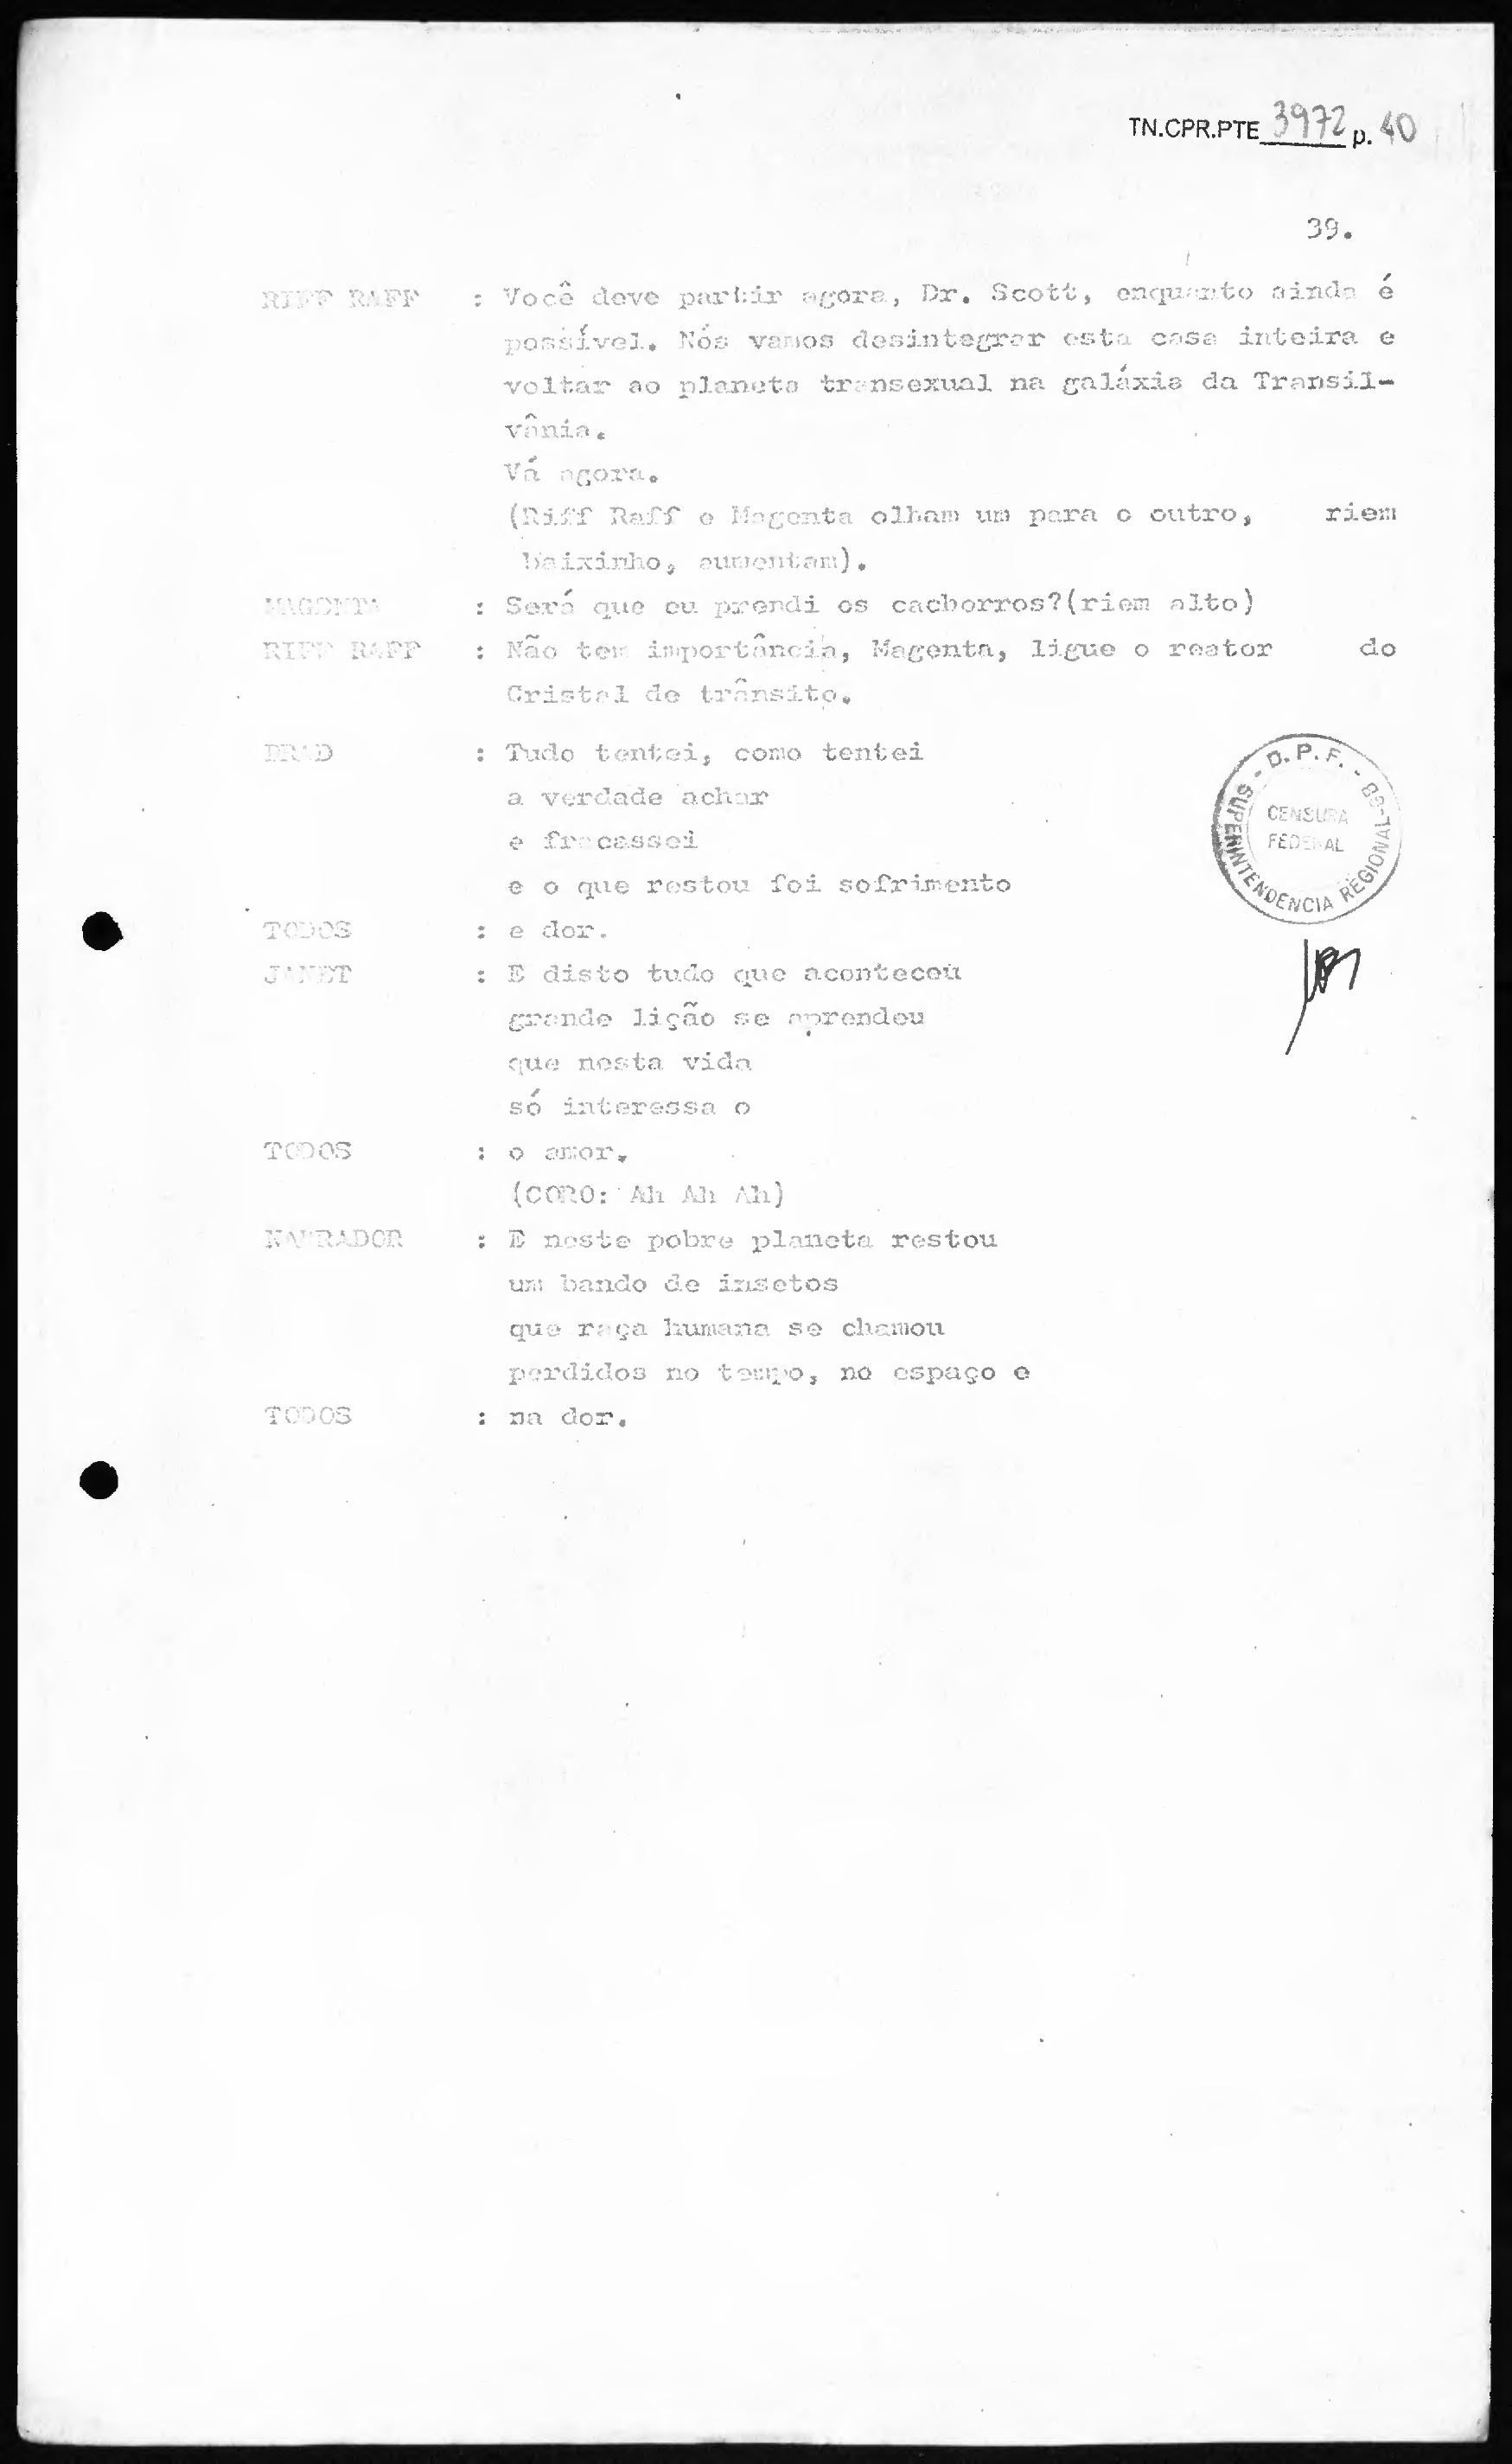 TN.CPR.PTE 3972 p. 40
39.
RIFF RAFF : Você deve partir agora, Dr. Scott, enquanto ainda é
possível. Nós vamos desintegrar esta casa inteira e
voltar ao planeta transexual na galáxia da Transil-
vânia.
Vá agora.
(Riff Raff e Magenta olham um para o outro, riem
baixinho, aumentam).
MAGENTA : Será que eu prendi os cachorros?(riem alto)
RIFF RAFF : Não tem importância, Magenta, ligue o reator do
Cristal de trânsito.
BRAD : Tudo tentei, como tentei
a verdade achar
e fracassei
e o que restou foi sofrimento
TODOS : e dor.
JANET : E disto tudo que aconteceu
grande lição se aprendeu
que nesta vida
só interessa o
TODOS : o amor.
(CORO: Ah Ah Ah)
NARRADOR : E neste pobre planeta restou
um bando de insetos
que raça humana se chamou
perdidos no tempo, no espaço e
TODOS : na dor.
D.P.F.
SUPERINTENDÊNCIA REGIONAL
CENSURA
FEDERAL